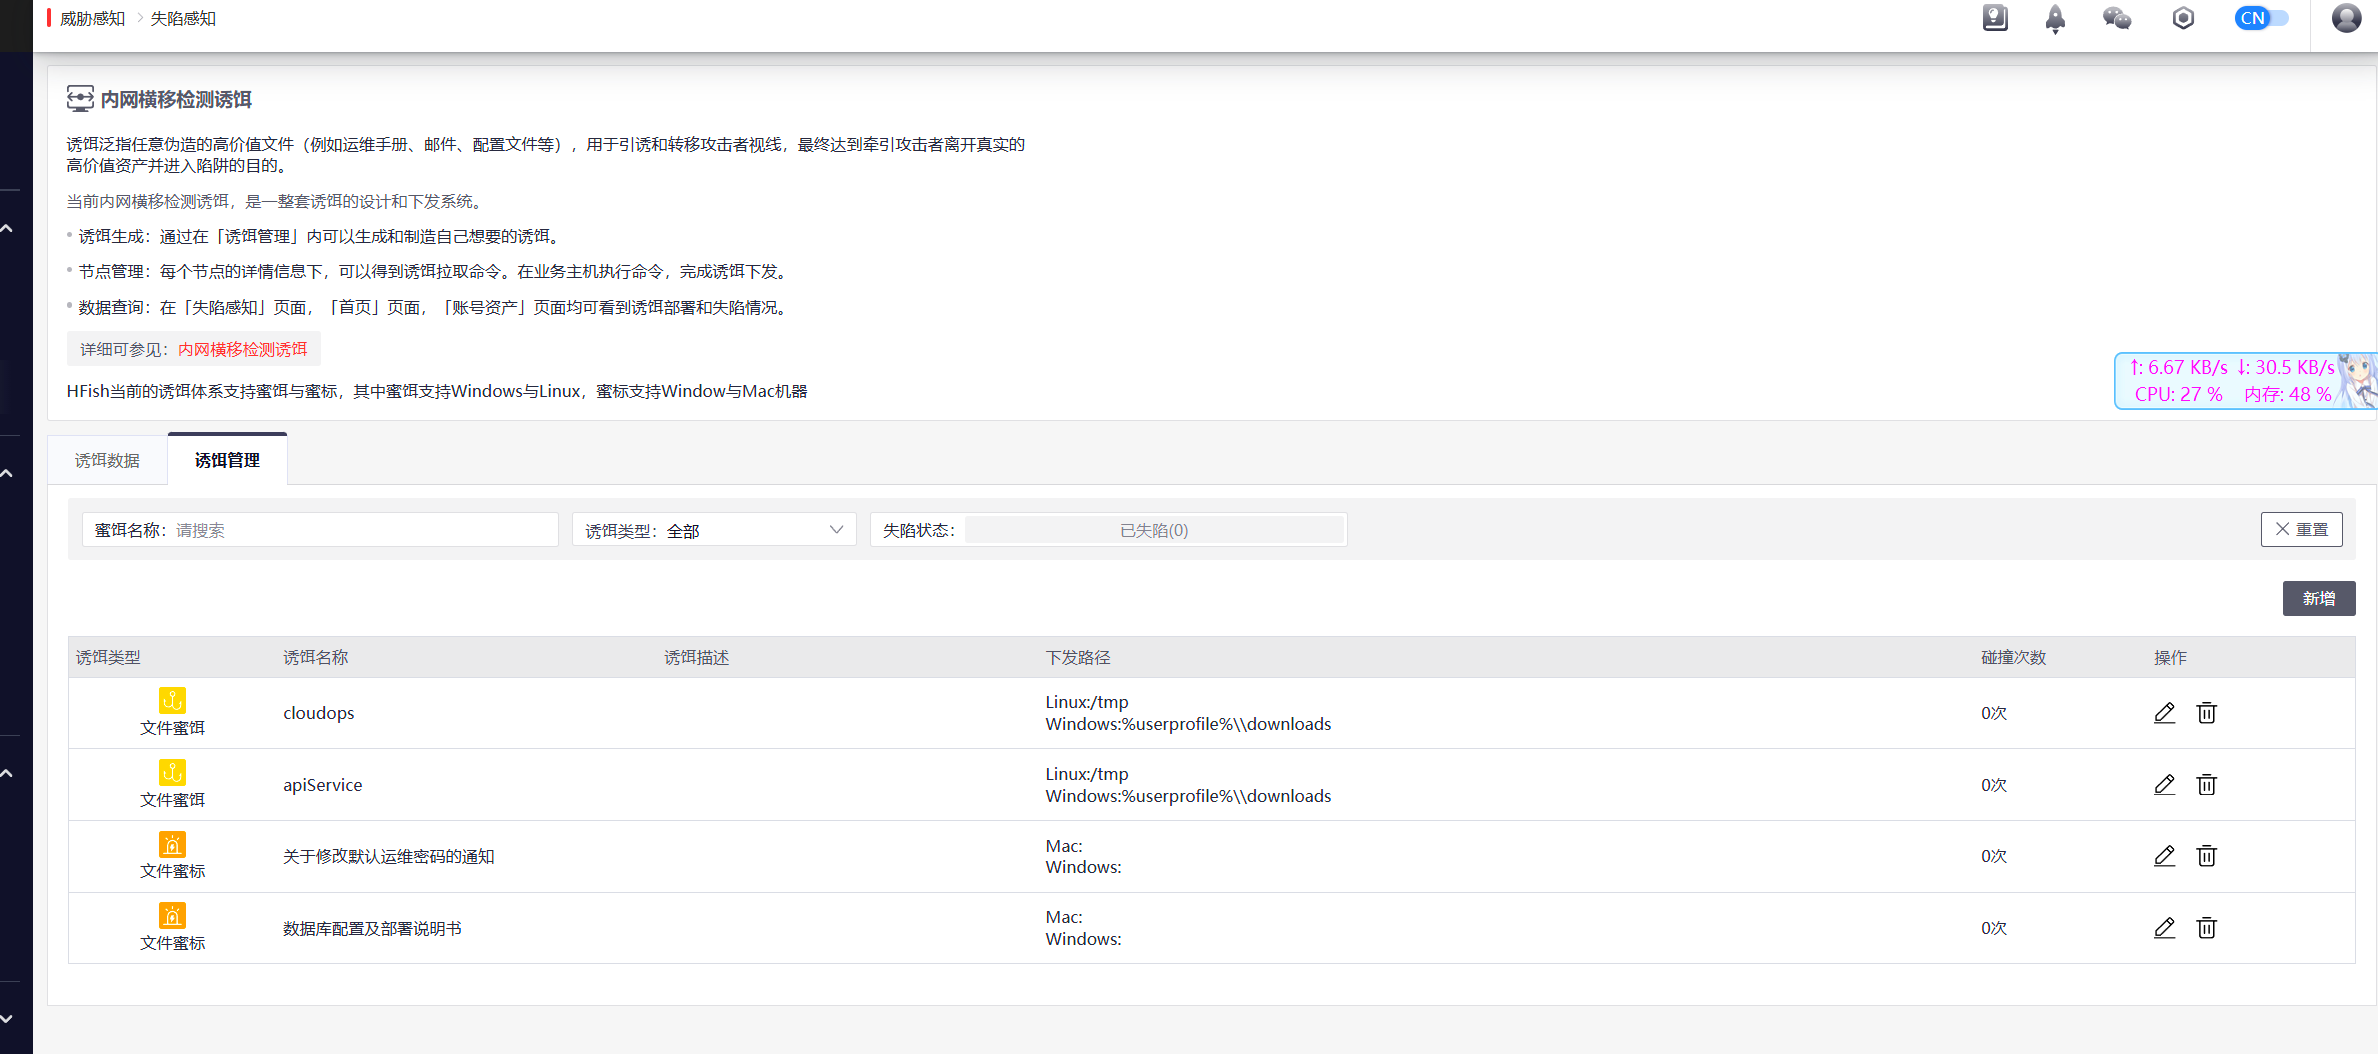 威胁感知 > 失陷感知
CN
内网横移检测诱饵
诱饵泛指任意伪造的高价值文件（例如运维手册、邮件、配置文件等），用于引诱和转移攻击者视线，最终达到牵引攻击者离开真实的
高价值资产并进入陷阱的目的。
当前内网横移检测诱饵，是一整套诱饵的设计和下发系统。
诱饵生成：通过在「诱饵管理」内可以生成和制造自己想要的诱饵。
节点管理：每个节点的详情信息下，可以得到诱饵拉取命令。在业务主机执行命令，完成诱饵下发。
数据查询：在「失陷感知」页面，「首页」页面，「账号资产」页面均可看到诱饵部署和失陷情况。
详细可参见：内网横移检测诱饵
HFish当前的诱饵体系支持蜜饵与蜜标，其中蜜饵支持Windows与Linux，蜜标支持Window与Mac机器
↑: 6.67 KB/s ↓: 30.5 KB/s
CPU: 27 % 内存: 48 %
诱饵数据 诱饵管理
蜜饵名称： 请搜索 诱饵类型：全部 失陷状态： 已失陷(0) 重置
新增
诱饵类型 诱饵名称 诱饵描述 下发路径 碰撞次数 操作
文件蜜饵 cloudops Linux:/tmp
Windows:%userprofile%\\downloads 0次
文件蜜饵 apiService Linux:/tmp
Windows:%userprofile%\\downloads 0次
文件蜜标 关于修改默认运维密码的通知 Mac:
Windows: 0次
文件蜜标 数据库配置及部署说明书 Mac:
Windows: 0次